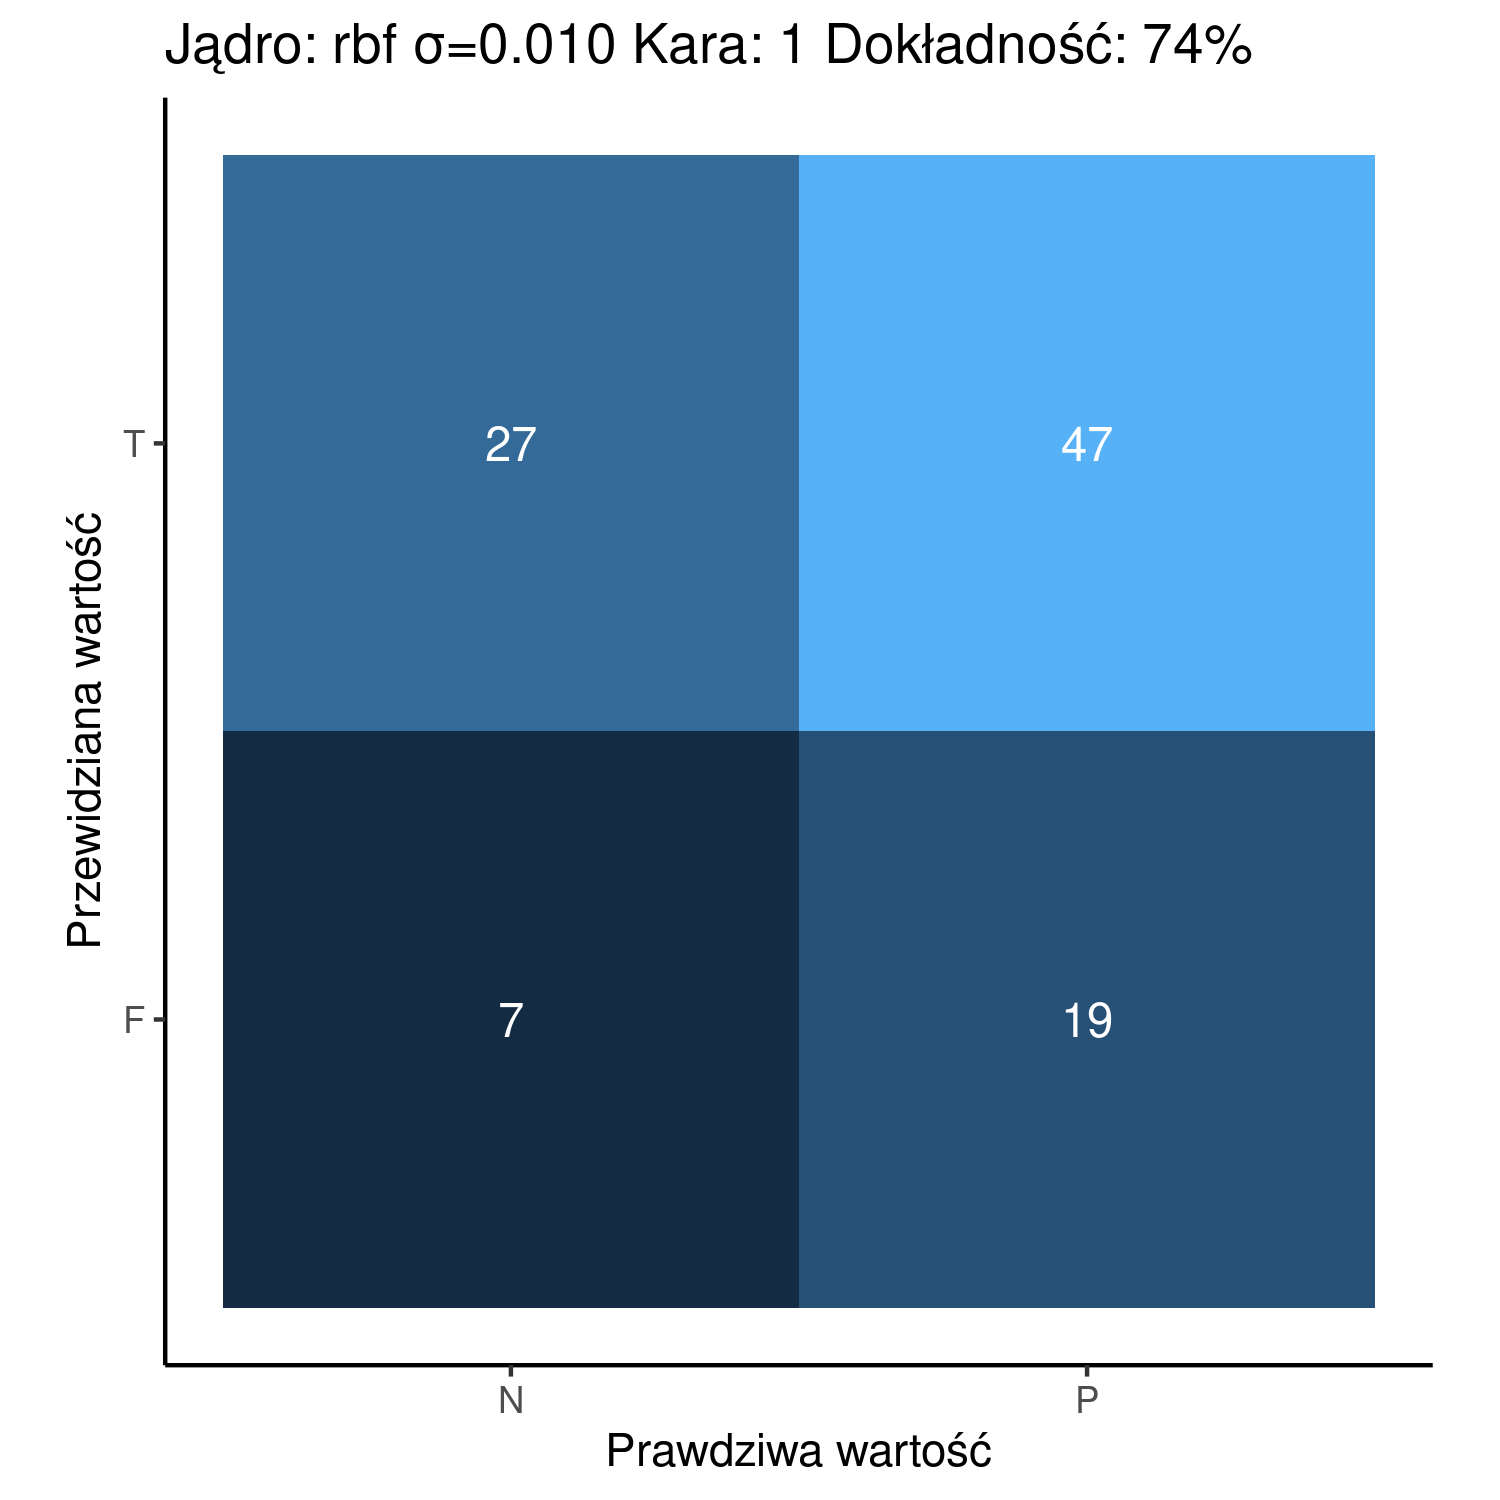 Jądro: rbf σ=0.010 Kara: 1 Dokładność: 74%
Przewidziana wartość
T
27
47
F
7
19
N
P
Prawdziwa wartość